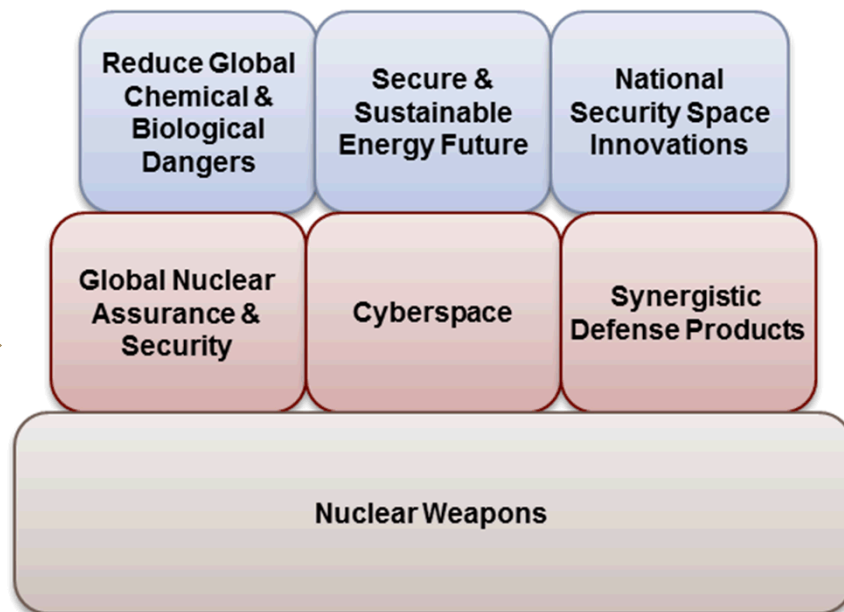 Reduce Global
Chemical &
Biological
Dangers
Secure &
Sustainable
Energy Future
National
Security Space
Innovations
Global Nuclear
Assurance &
Security
Cyberspace
Synergistic
Defense Products
Nuclear Weapons